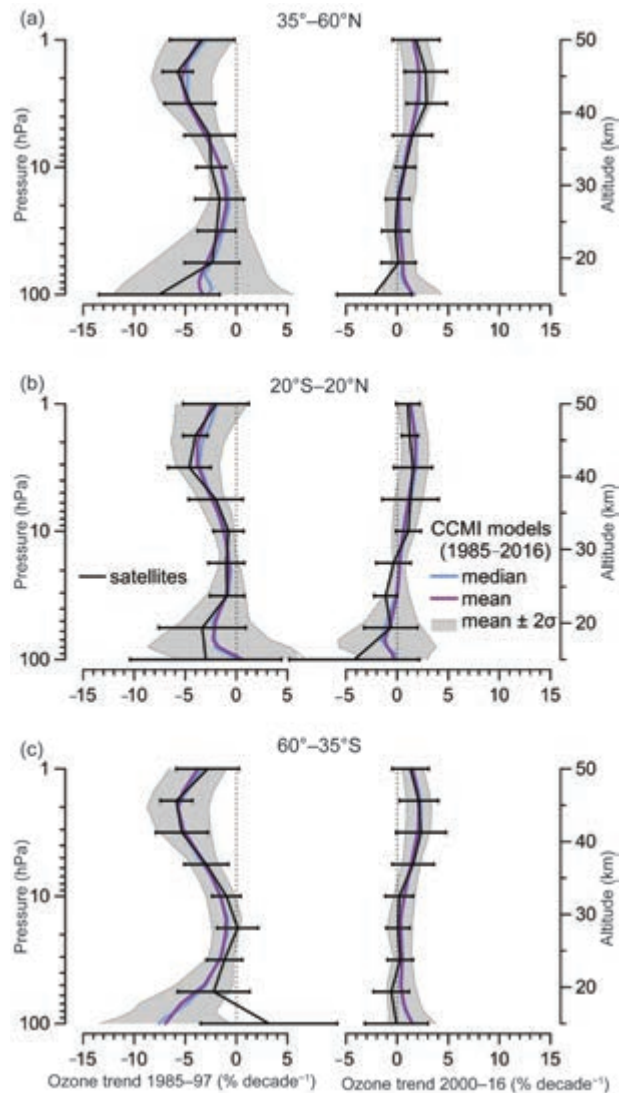 (a) 35°–60°N
1 50
10
100
Pressure (hPa)
40
30
20
Altitude (km)
−15 −10 −5 0 5 −5 0 5 10 15
(b) 20°S–20°N
1 50
10
100
Pressure (hPa)
40
30
20
Altitude (km)
satellites
CCMI models
(1985–2016)
median
mean
mean ± 2σ
−15 −10 −5 0 5 −5 0 5 10 15
(c) 60°–35°S
1 50
10
100
Pressure (hPa)
40
30
20
Altitude (km)
−15 −10 −5 0 5 −5 0 5 10 15
Ozone trend 1985–97 (% decade⁻¹) Ozone trend 2000–16 (% decade⁻¹)